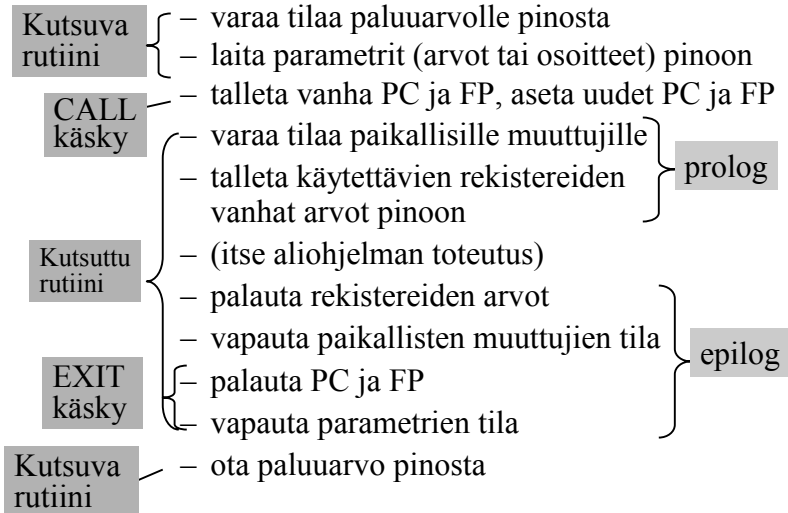 Kutsuva
rutiini
– varaa tilaa paluuarvolle pinosta
– laita parametrit (arvot tai osoitteet) pinoon
CALL
käsky
– talleta vanha PC ja FP, aseta uudet PC ja FP
Kutsuttu
rutiini
– varaa tilaa paikallisille muuttujille
– talleta käytettävien rekistereiden
vanhat arvot pinoon
prolog
– (itse aliohjelman toteutus)
– palauta rekistereiden arvot
– vapauta paikallisten muuttujien tila
epilog
EXIT
käsky
– palauta PC ja FP
– vapauta parametrien tila
Kutsuva
rutiini
– ota paluuarvo pinosta